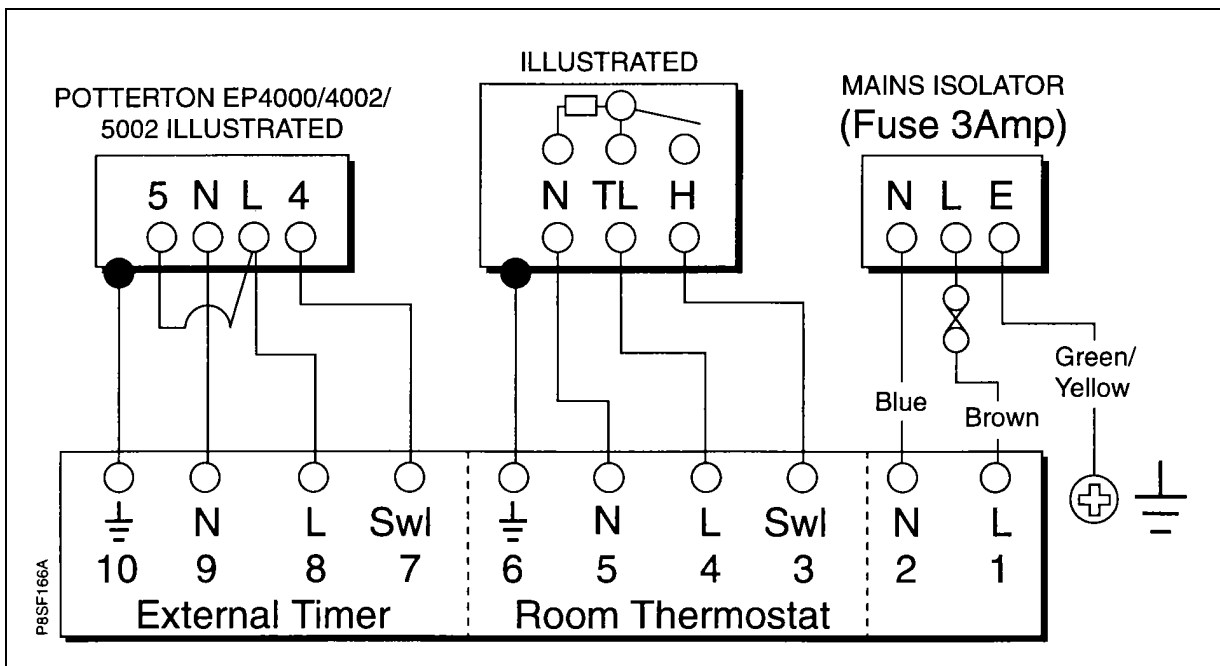 POTTERTON EP4000/4002/
5002 ILLUSTRATED
5 N L 4
ILLUSTRATED
N TL H
MAINS ISOLATOR
(Fuse 3Amp)
N L E
Blue
Brown
Green/
Yellow
N L Swl N L Swl N L
10 9 8 7 6 5 4 3 2 1
External Timer
Room Thermostat
P8SF166A